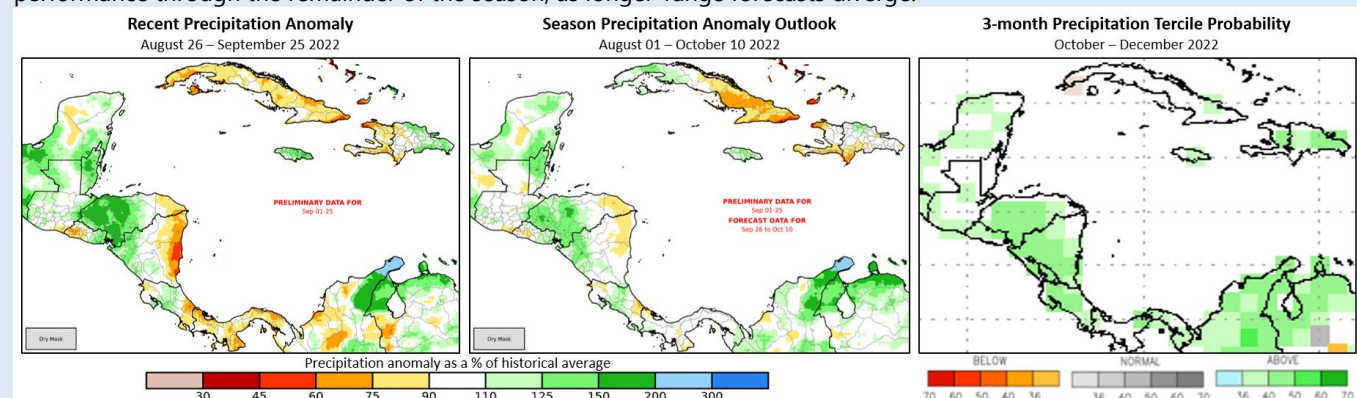 performance through the remainder of the season, as longer-range forecasts diverge.
Recent Precipitation Anomaly
August 26 – September 25 2022
Season Precipitation Anomaly Outlook
August 01 – October 10 2022
3-month Precipitation Tercile Probability
October – December 2022
PRELIMINARY DATA FOR
Sep 01-25
PRELIMINARY DATA FOR
Sep 01-25
FORECAST DATA FOR
Sep 26 to Oct 10
Dry Mask
Dry Mask
Precipitation anomaly as a % of historical average
30 45 60 75 90 110 125 150 200 300
BELOW NORMAL ABOVE
70 60 50 40 36 36 40 50 60 70 36 40 50 60 70